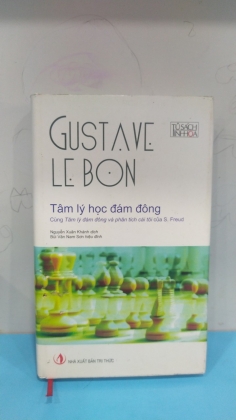 GUSTAVE
LE BON
TỦ SÁCH
TINH HOA
Tâm lý học đám đông
Cùng Tâm lý đám đông và phân tích cái tôi của S. Freud
Nguyễn Xuân Khánh dịch
Bùi Văn Nam Sơn hiệu đính
NHÀ XUẤT BẢN TRI THỨC